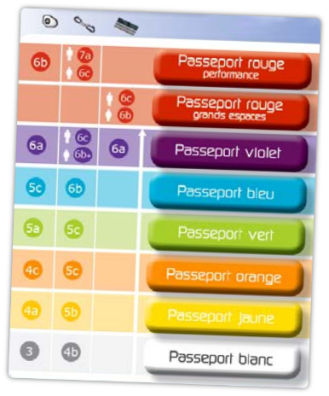 6b 7a Passeport rouge
6c performance
6c Passeport rouge
6b grands espaces
6a 6c 6a Passeport violet
6b+
5c 6b Passeport bleu
5a 5c Passeport vert
4c 5c Passeport orange
4a 5b Passeport jaune
3 4b Passeport blanc